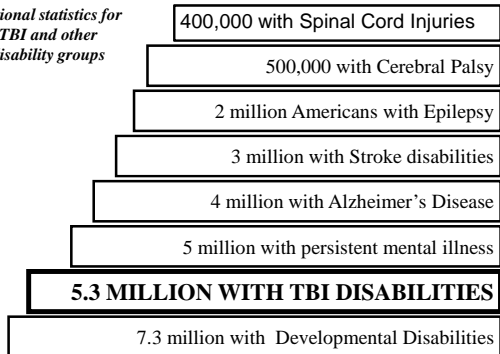 ional statistics for
TBI and other
isability groups
400,000 with Spinal Cord Injuries
500,000 with Cerebral Palsy
2 million Americans with Epilepsy
3 million with Stroke disabilities
4 million with Alzheimer's Disease
5 million with persistent mental illness
5.3 MILLION WITH TBI DISABILITIES
7.3 million with Developmental Disabilities